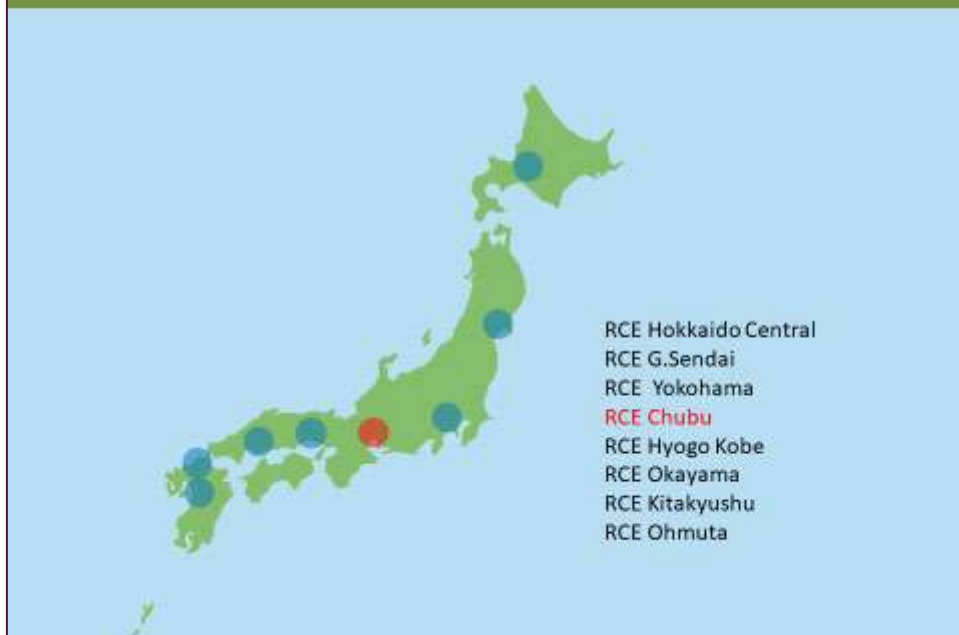 RCE Hokkaido Central
RCE G.Sendai
RCE  Yokohama
RCE Chubu
RCE Hyogo Kobe
RCE Okayama
RCE Kitakyushu
RCE Ohmuta